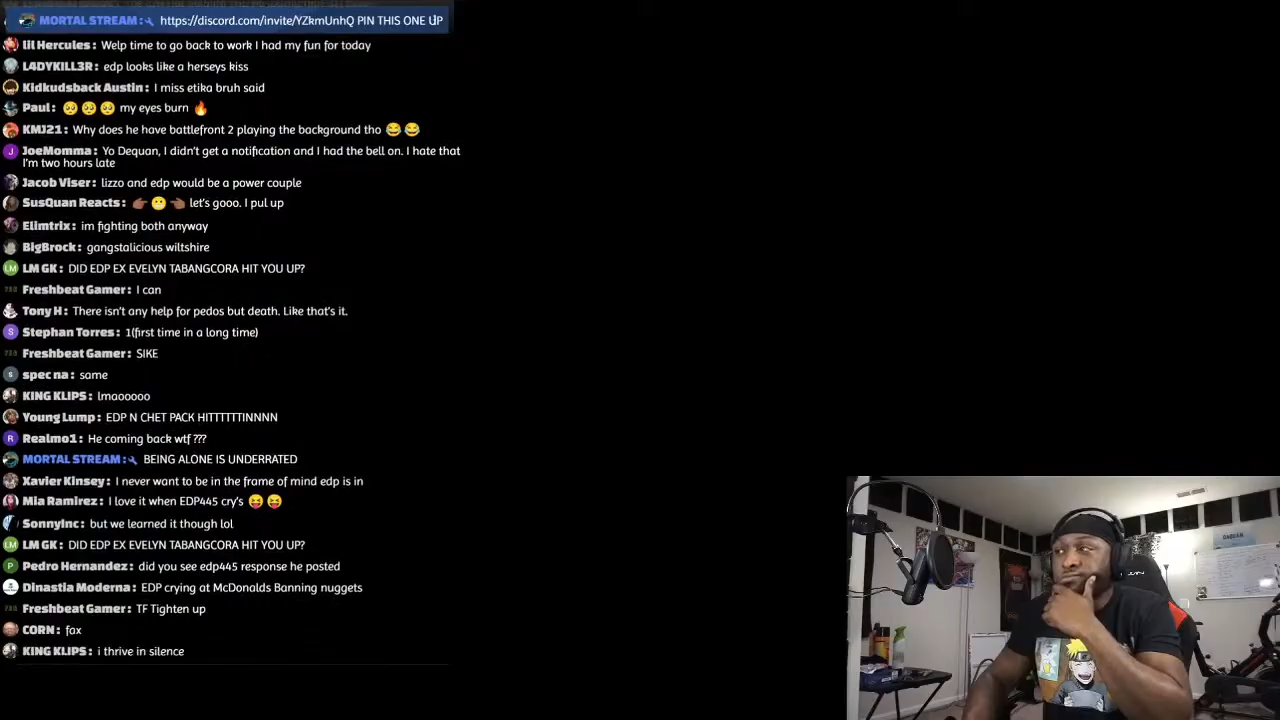 MORTAL STREAM: https://discord.com/invite/YZkmUnhQ PIN THIS ONE UP
lil Hercules: Welp time to go back to work I had my fun for today
L4DYKILL3R: edp looks like a herseys kiss
Kidkudsback Austin: I miss etika bruh said
Paul: 🥺 🥺 🥺 my eyes burn 🔥
KMJ21: Why does he have battlefront 2 playing the background tho 😂 😂
J JoeMomma: Yo Dequan, I didn't get a notification and I had the bell on. I hate that
I'm two hours late
Jacob Viser: lizzo and edp would be a power couple
SusQuan Reacts: 👉🏾 😬 👈🏾 let's gooo. I pull up
Elimtrix: im fighting both anyway
BigBrock: gangstalicious wiltshire
LM LM GK: DID EDP EX EVELYN TABANGCORA HIT YOU UP?
Freshbeat Gamer: I can
Tony H: There isn't any help for pedos but death. Like that's it.
S Stephan Torres: 1(first time in a long time)
Freshbeat Gamer: SIKE
s spec na: same
KING KLIPS: lmaooooo
Young Lump: EDP N CHET PACK HITTTTTINNNN
R Realmo1: He coming back wtf ???
MORTAL STREAM: BEING ALONE IS UNDERRATED
Xavier Kinsey: I never want to be in the frame of mind edp is in
Mia Ramirez: I love it when EDP445 cry's 😝 😝
SonnyInc: but we learned it though lol
LM LM GK: DID EDP EX EVELYN TABANGCORA HIT YOU UP?
P Pedro Hernandez: did you see edp445 response he posted
Dinastia Moderna: EDP crying at McDonalds Banning nuggets
Freshbeat Gamer: TF Tighten up
CORN: fax
KING KLIPS: i thrive in silence